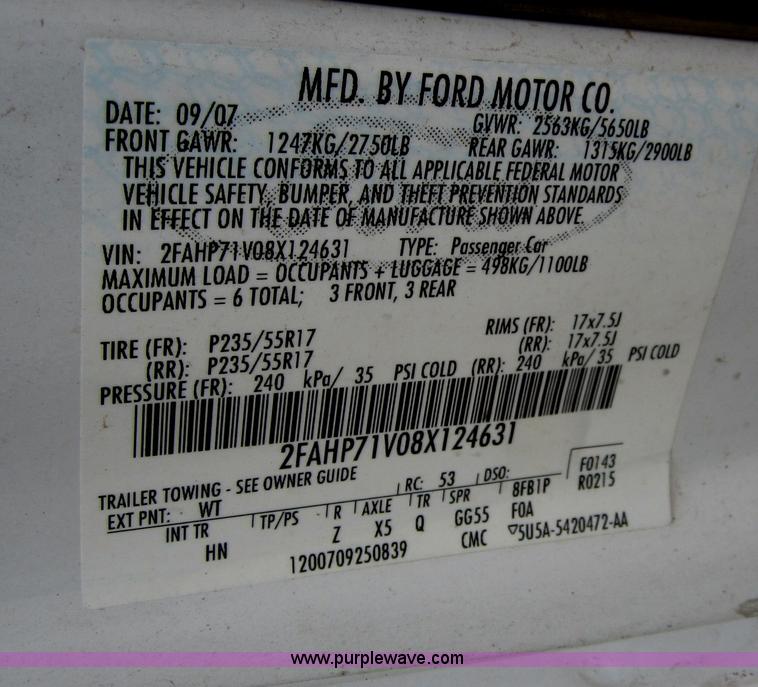 MFD. BY FORD MOTOR CO.
DATE: 09/07 GVWR: 2563KG/5650LB
FRONT GAWR: 1247KG/2750LB REAR GAWR: 1315KG/2900LB
THIS VEHICLE CONFORMS TO ALL APPLICABLE FEDERAL MOTOR
VEHICLE SAFETY, BUMPER, AND THEFT PREVENTION STANDARDS
IN EFFECT ON THE DATE OF MANUFACTURE SHOWN ABOVE.
VIN: 2FAHP71V08X124631 TYPE: Passenger Car
MAXIMUM LOAD = OCCUPANTS + LUGGAGE = 498KG/1100LB
OCCUPANTS = 6 TOTAL; 3 FRONT, 3 REAR
TIRE (FR): P235/55R17 RIMS (FR): 17x7.5J
(RR): P235/55R17 (RR): 17x7.5J
PRESSURE (FR): 240 kPa/ 35 PSI COLD (RR): 240 kPa/ 35 PSI COLD
2FAHP71V08X124631
TRAILER TOWING - SEE OWNER GUIDE
EXT PNT: WT RC: 53 DSO: F0143
INT TR TP/PS R AXLE TR SPR 8FB1P R0215
HN Z X5 Q GG55 F0A
1200709250839 CMC ▽5U5A-5420472-AA
www.purplewave.com